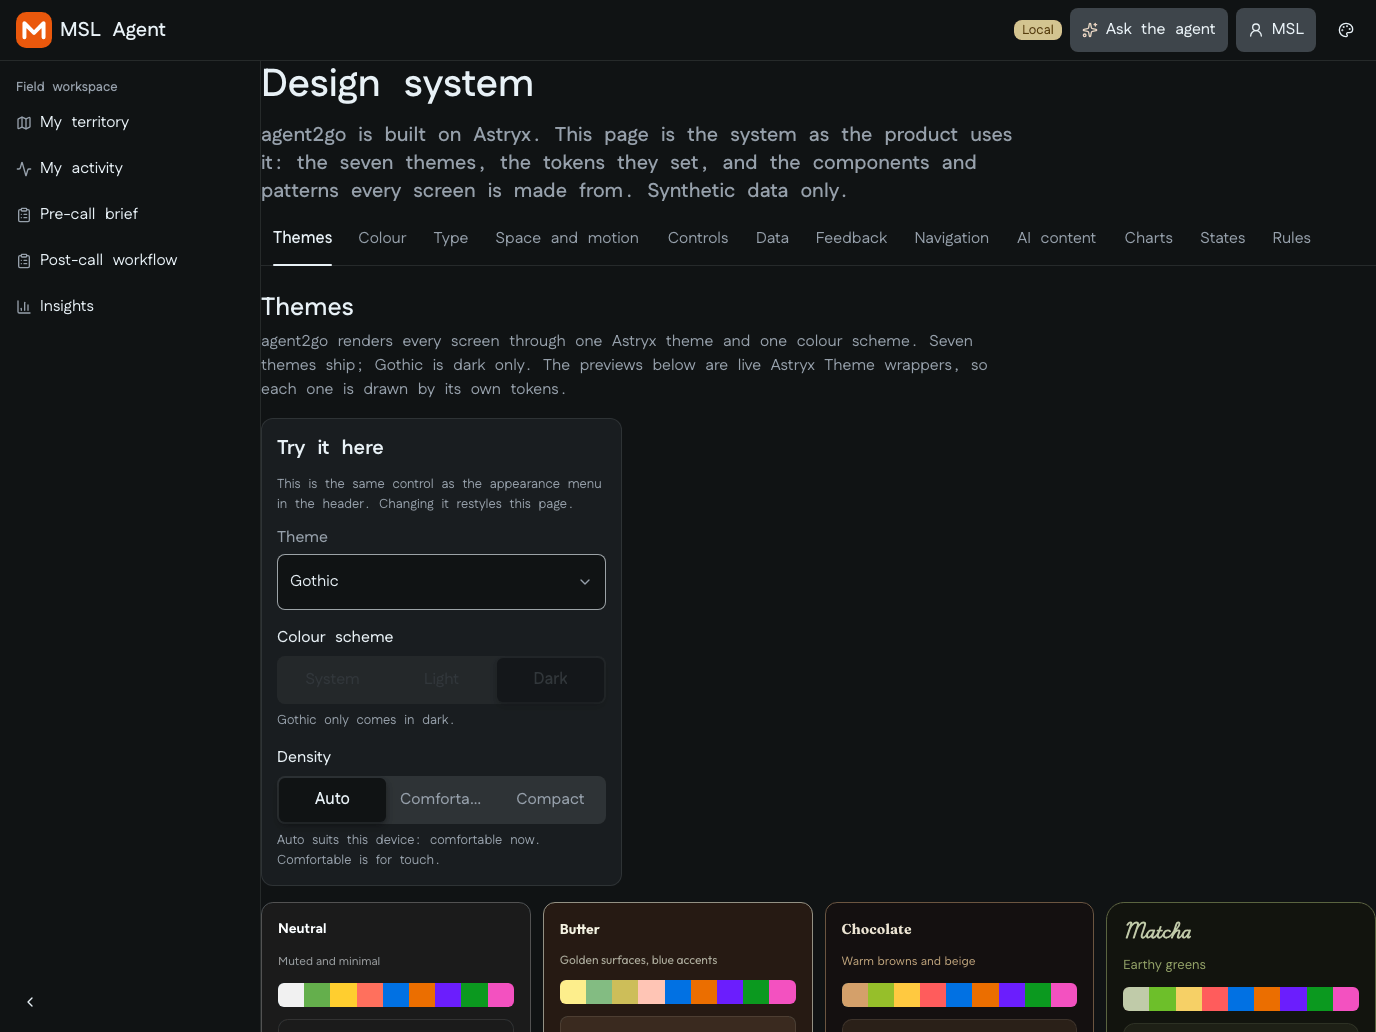 MSL Agent
Local
Ask the agent
MSL
Field workspace
My territory
My activity
Pre-call brief
Post-call workflow
Insights
Design system
agent2go is built on Astryx. This page is the system as the product uses
it: the seven themes, the tokens they set, and the components and
patterns every screen is made from. Synthetic data only.
Themes Colour Type Space and motion Controls Data Feedback Navigation AI content Charts States Rules
Themes
agent2go renders every screen through one Astryx theme and one colour scheme. Seven
themes ship; Gothic is dark only. The previews below are live Astryx Theme wrappers, so
each one is drawn by its own tokens.
Try it here
This is the same control as the appearance menu
in the header. Changing it restyles this page.
Theme
Gothic
Colour scheme
System Light Dark
Gothic only comes in dark.
Density
Auto Comforta... Compact
Auto suits this device: comfortable now.
Comfortable is for touch.
Neutral
Muted and minimal
Butter
Golden surfaces, blue accents
Chocolate
Warm browns and beige
Matcha
Earthy greens